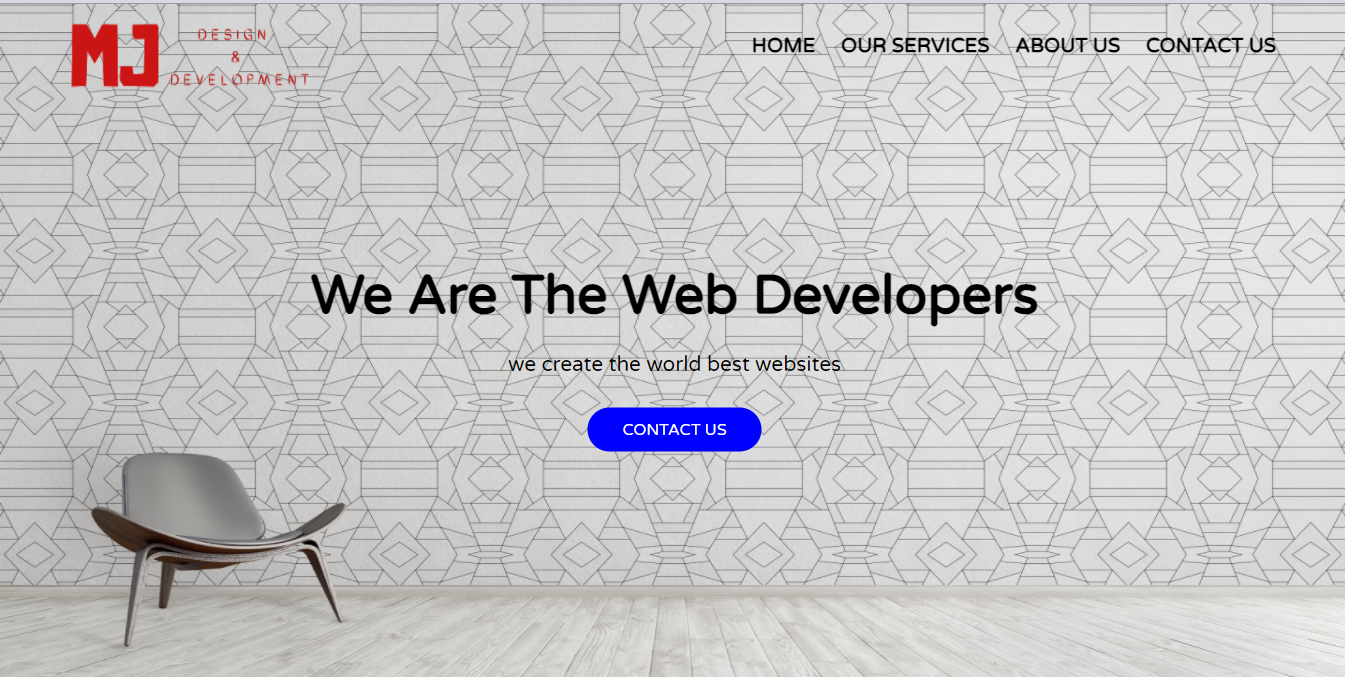 MJ
DESIGN
&
DEVELOPMENT
HOME OUR SERVICES ABOUT US CONTACT US
We Are The Web Developers
we create the world best websites
CONTACT US